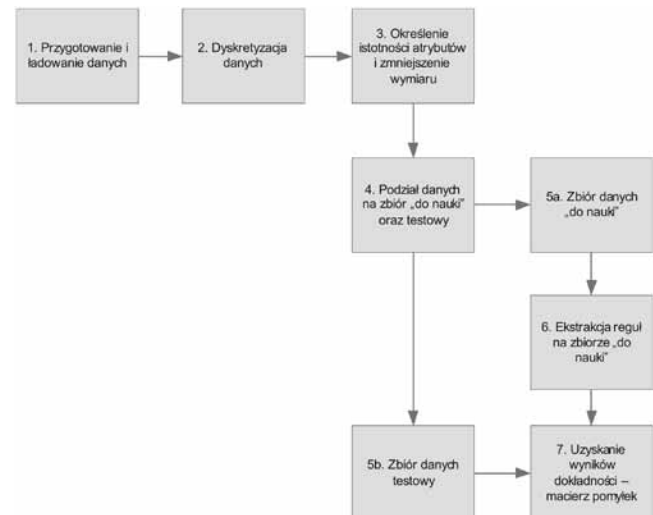 1. Przygotowanie i
ładowanie danych
2. Dyskretyzacja
danych
3. Określenie
istotności atrybutów
i zmniejszenie
wymiaru
4. Podział danych
na zbiór „do nauki”
oraz testowy
5a. Zbiór danych
„do nauki”
6. Ekstrakcja reguł
na zbiorze „do
nauki”
5b. Zbiór danych
testowy
7. Uzyskanie
wyników
dokładności –
macierz pomyłek